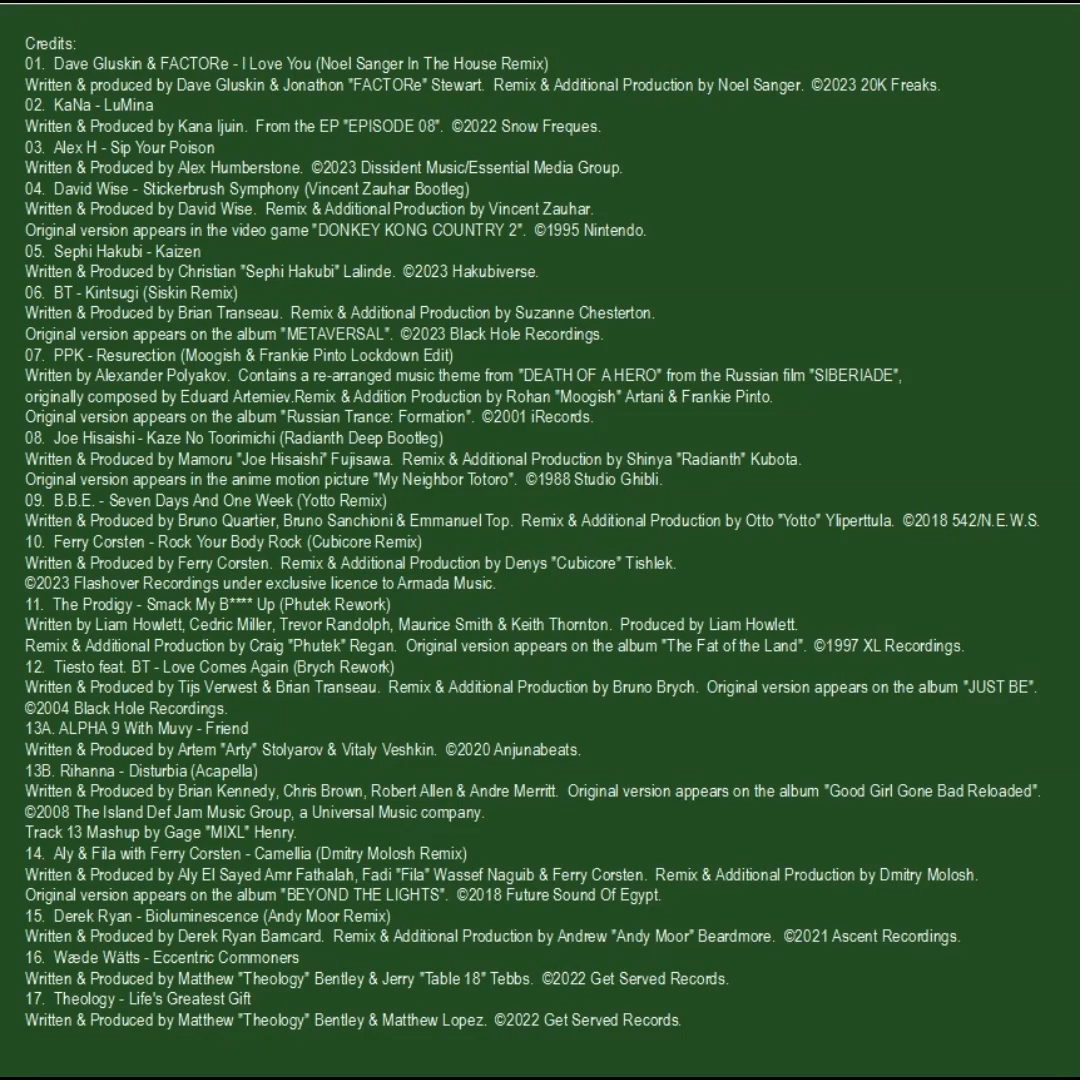 Credits:
01. Dave Gluskin & FACTORe - I Love You (Noel Sanger In The House Remix)
Written & produced by Dave Gluskin & Jonathon "FACTORe" Stewart. Remix & Additional Production by Noel Sanger. ©2023 20K Freaks.
02. KaNa - LuMina
Written & Produced by Kana Ijuin. From the EP "EPISODE 08". ©2022 Snow Freques.
03. Alex H - Sip Your Poison
Written & Produced by Alex Humberstone. ©2023 Dissident Music/Essential Media Group.
04. David Wise - Stickerbrush Symphony (Vincent Zauhar Bootleg)
Written & Produced by David Wise. Remix & Additional Production by Vincent Zauhar.
Original version appears in the video game "DONKEY KONG COUNTRY 2". ©1995 Nintendo.
05. Sephi Hakubi - Kaizen
Written & Produced by Christian "Sephi Hakubi" Lalinde. ©2023 Hakubiverse.
06. BT - Kintsugi (Siskin Remix)
Written & Produced by Brian Transeau. Remix & Additional Production by Suzanne Chesterton.
Original version appears on the album "METAVERSAL". ©2023 Black Hole Recordings.
07. PPK - Resurection (Moogish & Frankie Pinto Lockdown Edit)
Written by Alexander Polyakov. Contains a re-arranged music theme from "DEATH OF A HERO" from the Russian film "SIBERIADE",
originally composed by Eduard Artemiev.Remix & Addition Production by Rohan "Moogish" Artani & Frankie Pinto.
Original version appears on the album "Russian Trance: Formation". ©2001 iRecords.
08. Joe Hisaishi - Kaze No Toorimichi (Radianth Deep Bootleg)
Written & Produced by Mamoru "Joe Hisaishi" Fujisawa. Remix & Additional Production by Shinya "Radianth" Kubota.
Original version appears in the anime motion picture "My Neighbor Totoro". ©1988 Studio Ghibli.
09. B.B.E. - Seven Days And One Week (Yotto Remix)
Written & Produced by Bruno Quartier, Bruno Sanchioni & Emmanuel Top. Remix & Additional Production by Otto "Yotto" Yliperttula. ©2018 542/N.E.W.S.
10. Ferry Corsten - Rock Your Body Rock (Cubicore Remix)
Written & Produced by Ferry Corsten. Remix & Additional Production by Denys "Cubicore" Tishlek.
©2023 Flashover Recordings under exclusive licence to Armada Music.
11. The Prodigy - Smack My B**** Up (Phutek Rework)
Written by Liam Howlett, Cedric Miller, Trevor Randolph, Maurice Smith & Keith Thornton. Produced by Liam Howlett.
Remix & Additional Production by Craig "Phutek" Regan. Original version appears on the album "The Fat of the Land". ©1997 XL Recordings.
12. Tiesto feat. BT - Love Comes Again (Brych Rework)
Written & Produced by Tijs Verwest & Brian Transeau. Remix & Additional Production by Bruno Brych. Original version appears on the album "JUST BE".
©2004 Black Hole Recordings.
13A. ALPHA 9 With Muvy - Friend
Written & Produced by Artem "Arty" Stolyarov & Vitaly Veshkin. ©2020 Anjunabeats.
13B. Rihanna - Disturbia (Acapella)
Written & Produced by Brian Kennedy, Chris Brown, Robert Allen & Andre Merritt. Original version appears on the album "Good Girl Gone Bad Reloaded".
©2008 The Island Def Jam Music Group, a Universal Music company.
Track 13 Mashup by Gage "MIXL" Henry.
14. Aly & Fila with Ferry Corsten - Camellia (Dmitry Molosh Remix)
Written & Produced by Aly El Sayed Amr Fathalah, Fadi "Fila" Wassef Naguib & Ferry Corsten. Remix & Additional Production by Dmitry Molosh.
Original version appears on the album "BEYOND THE LIGHTS". ©2018 Future Sound Of Egypt.
15. Derek Ryan - Bioluminescence (Andy Moor Remix)
Written & Produced by Derek Ryan Barncard. Remix & Additional Production by Andrew "Andy Moor" Beardmore. ©2021 Ascent Recordings.
16. Wæde Wätts - Eccentric Commoners
Written & Produced by Matthew "Theology" Bentley & Jerry "Table 18" Tebbs. ©2022 Get Served Records.
17. Theology - Life's Greatest Gift
Written & Produced by Matthew "Theology" Bentley & Matthew Lopez. ©2022 Get Served Records.